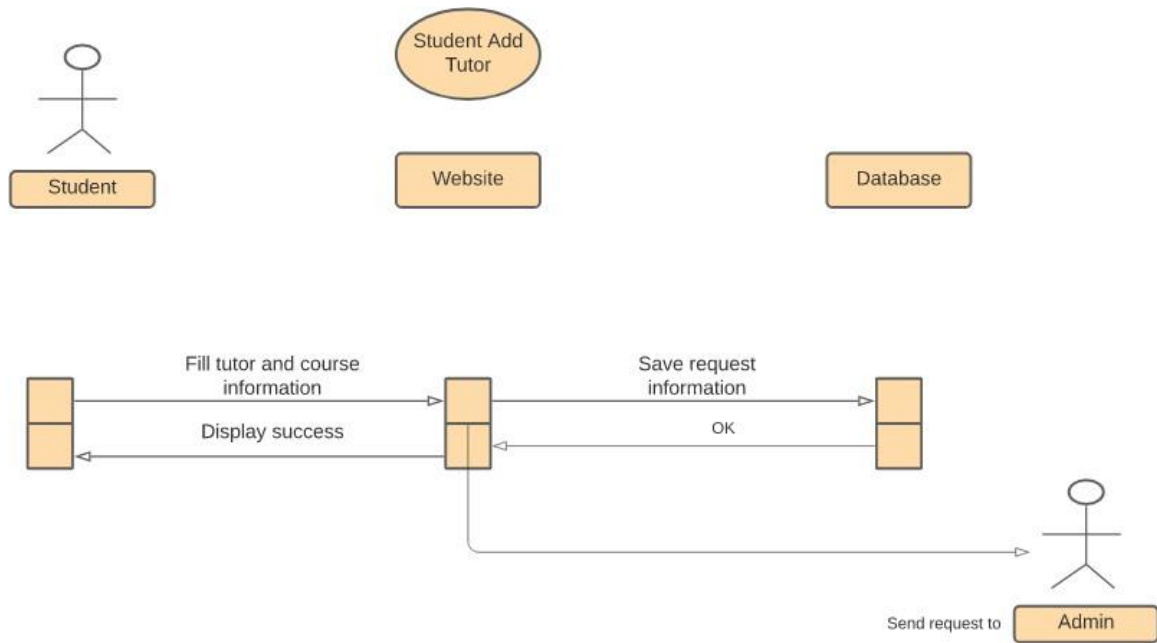 Student Add
Tutor
Student
Website
Database
Fill tutor and course
information
Save request
information
Display success
OK
Send request to
Admin